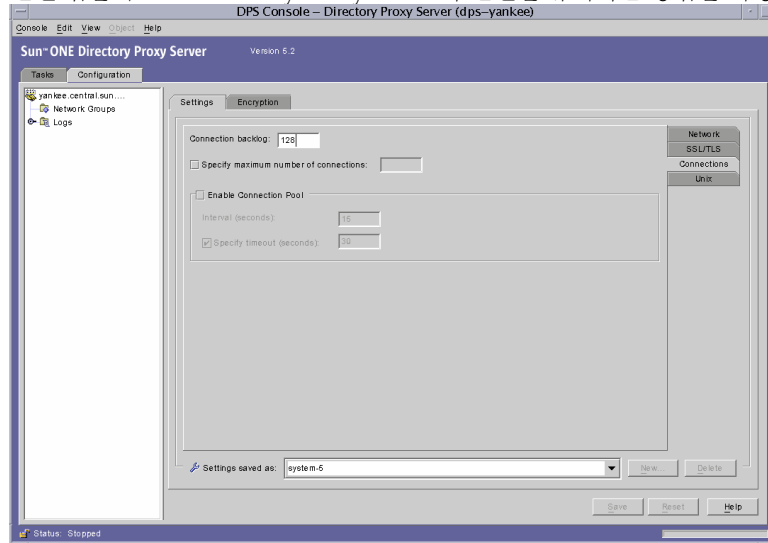 DPS Console – Directory Proxy Server (dps–yankee)
Console Edit View Object Help
Sun™ ONE Directory Proxy Server Version 5.2
Tasks Configuration
yankee.central.sun....
Network Groups
Logs
Settings Encryption
Connection backlog: 128
Specify maximum number of connections:
Enable Connection Pool
Interval (seconds): 15
Specify timeout (seconds): 30
Network
SSL/TLS
Connections
Unix
Settings saved as: system-5
New... Delete
Save Reset Help
Status: Stopped